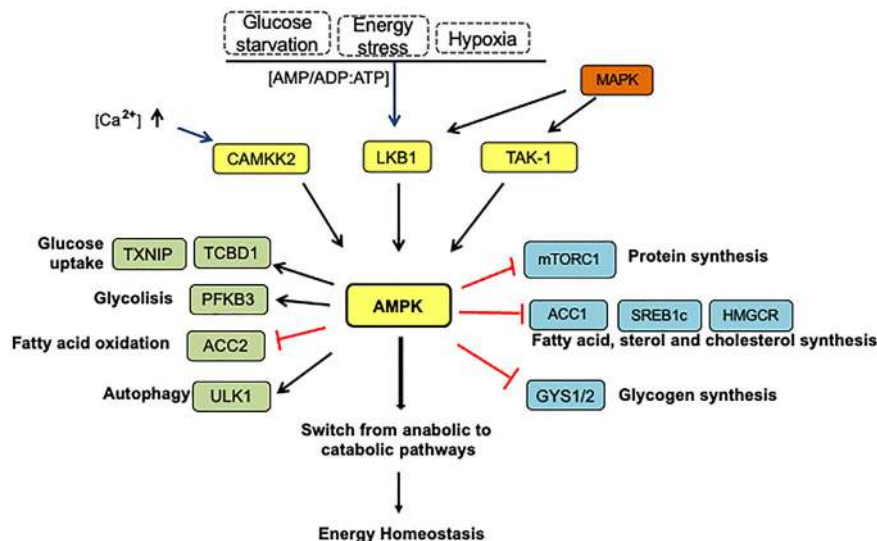 Glucose
starvation
Energy
stress
Hypoxia
[AMP/ADP:ATP]
MAPK
[Ca2+]
CAMKK2
LKB1
TAK-1
Glucose
uptake
TXNIP
TCBD1
mTORC1
Protein synthesis
Glycolisis
PFKB3
AMPK
ACC1
SREB1c
HMGCR
Fatty acid, sterol and cholesterol synthesis
Fatty acid oxidation
ACC2
Autophagy
ULK1
GYS1/2
Glycogen synthesis
Switch from anabolic to
catabolic pathways
Energy Homeostasis